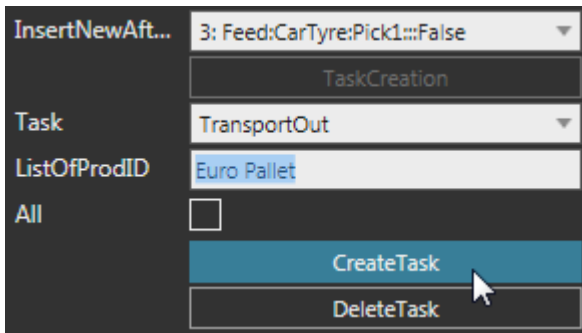 InsertNewAft... 3: Feed:CarTyre:Pick1:::False
TaskCreation
Task TransportOut
ListOfProdID Euro Pallet
All
CreateTask
DeleteTask